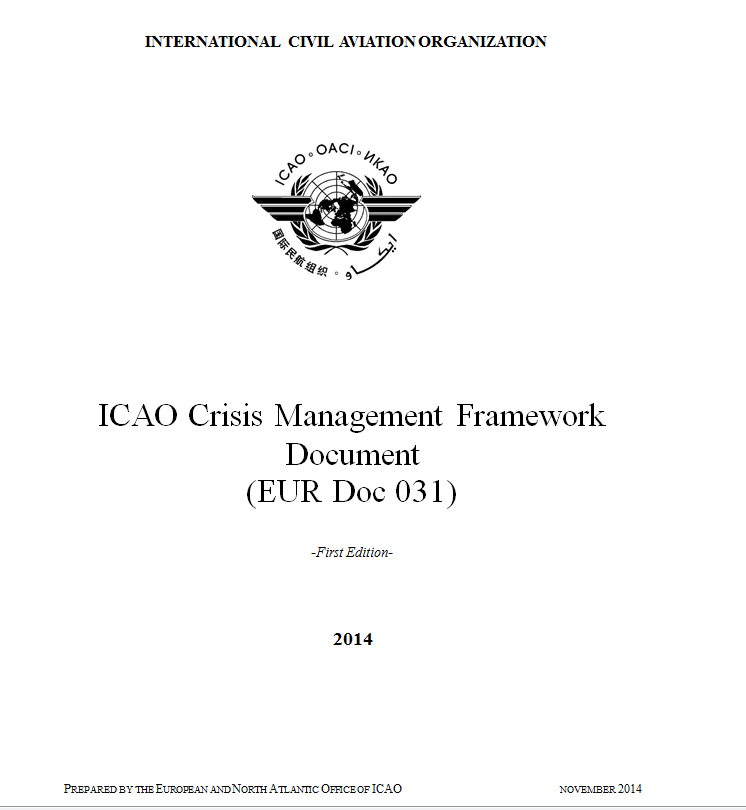 INTERNATIONAL CIVIL AVIATION ORGANIZATION
ICAO ◦ OACI ◦ ИКАО
国际民航组织 ◦ ايكاو
ICAO Crisis Management Framework
Document
(EUR Doc 031)
-First Edition-
2014
PREPARED BY THE EUROPEAN AND NORTH ATLANTIC OFFICE OF ICAO NOVEMBER 2014